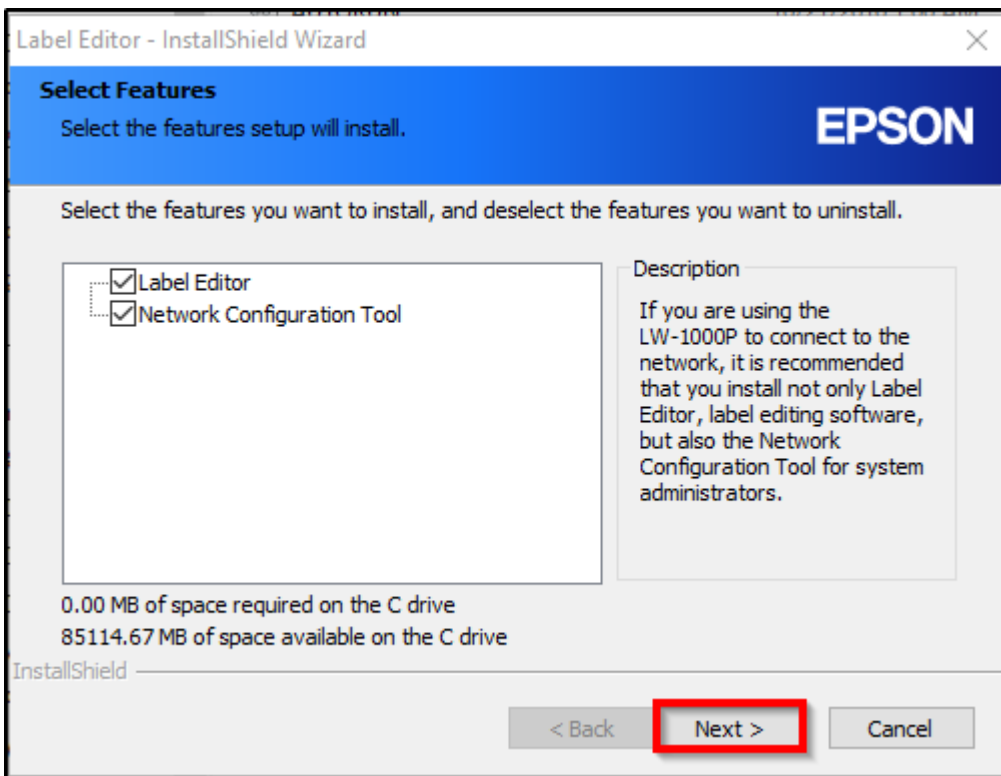 Label Editor - InstallShield Wizard
Select Features
Select the features setup will install.
EPSON
Select the features you want to install, and deselect the features you want to uninstall.
Label Editor
Network Configuration Tool
Description
If you are using the
LW-1000P to connect to the
network, it is recommended
that you install not only Label
Editor, label editing software,
but also the Network
Configuration Tool for system
administrators.
0.00 MB of space required on the C drive
85114.67 MB of space available on the C drive
InstallShield
< Back
Next >
Cancel